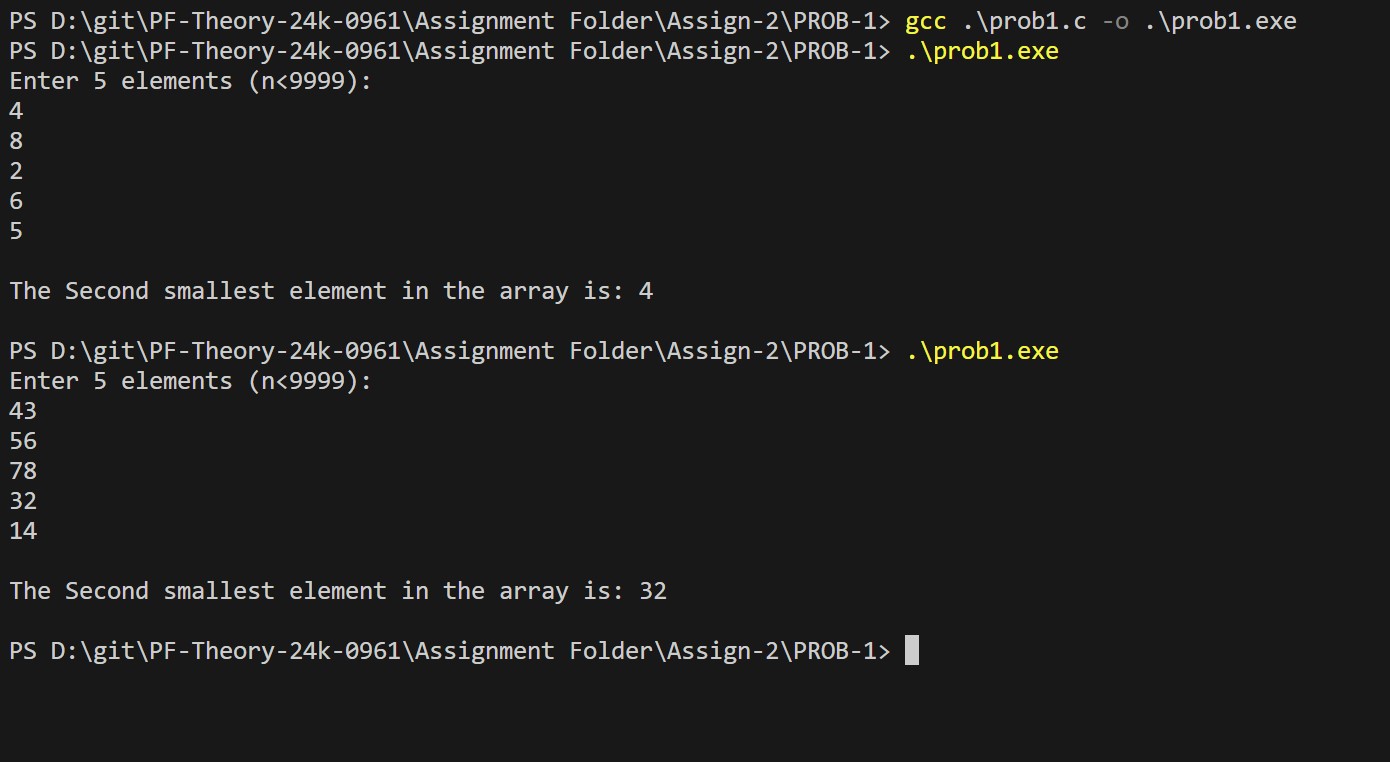 PS D:\git\PF-Theory-24k-0961\Assignment Folder\Assign-2\PROB-1> gcc .\prob1.c -o .\prob1.exe
PS D:\git\PF-Theory-24k-0961\Assignment Folder\Assign-2\PROB-1> .\prob1.exe
Enter 5 elements (n<9999):
4
8
2
6
5
The Second smallest element in the array is: 4
PS D:\git\PF-Theory-24k-0961\Assignment Folder\Assign-2\PROB-1> .\prob1.exe
Enter 5 elements (n<9999):
43
56
78
32
14
The Second smallest element in the array is: 32
PS D:\git\PF-Theory-24k-0961\Assignment Folder\Assign-2\PROB-1>